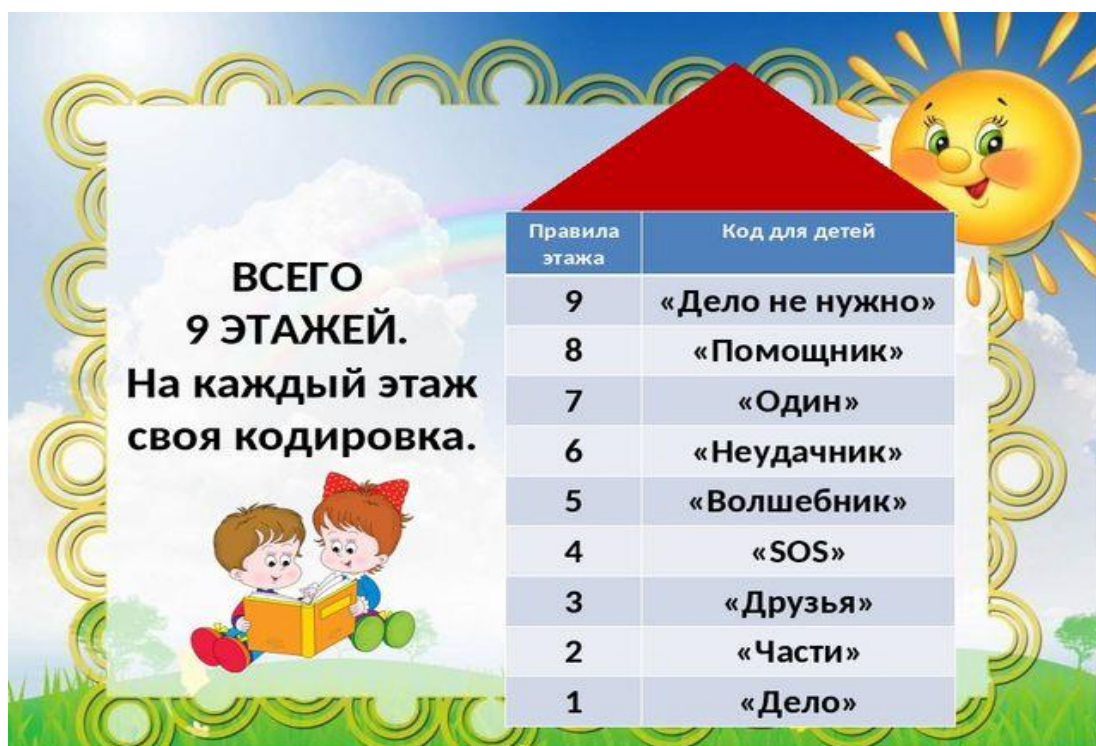 ВСЕГО
9 ЭТАЖЕЙ.
На каждый этаж
своя кодировка.
Правила этажа Код для детей
9 «Дело не нужно»
8 «Помощник»
7 «Один»
6 «Неудачник»
5 «Волшебник»
4 «SOS»
3 «Друзья»
2 «Части»
1 «Дело»